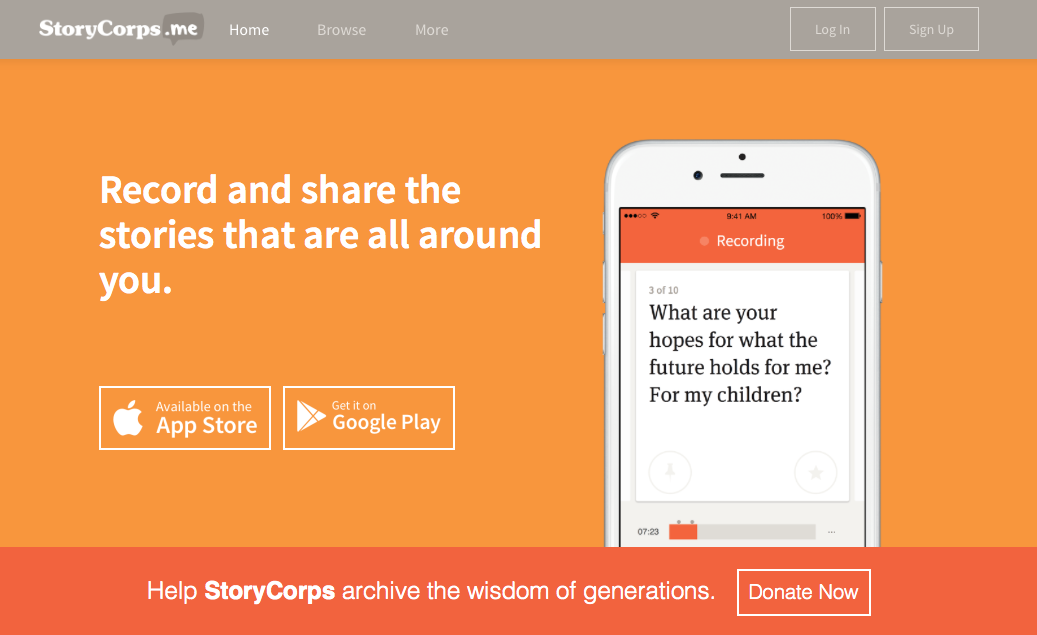 StoryCorps.me
Home
Browse
More
Log In
Sign Up
Record and share the
stories that are all around
you.
Available on the
App Store
Get it on
Google Play
9:41 AM
100%
Recording
3 of 10
What are your
hopes for what the
future holds for me?
For my children?
07:23
...
Help StoryCorps archive the wisdom of generations.
Donate Now